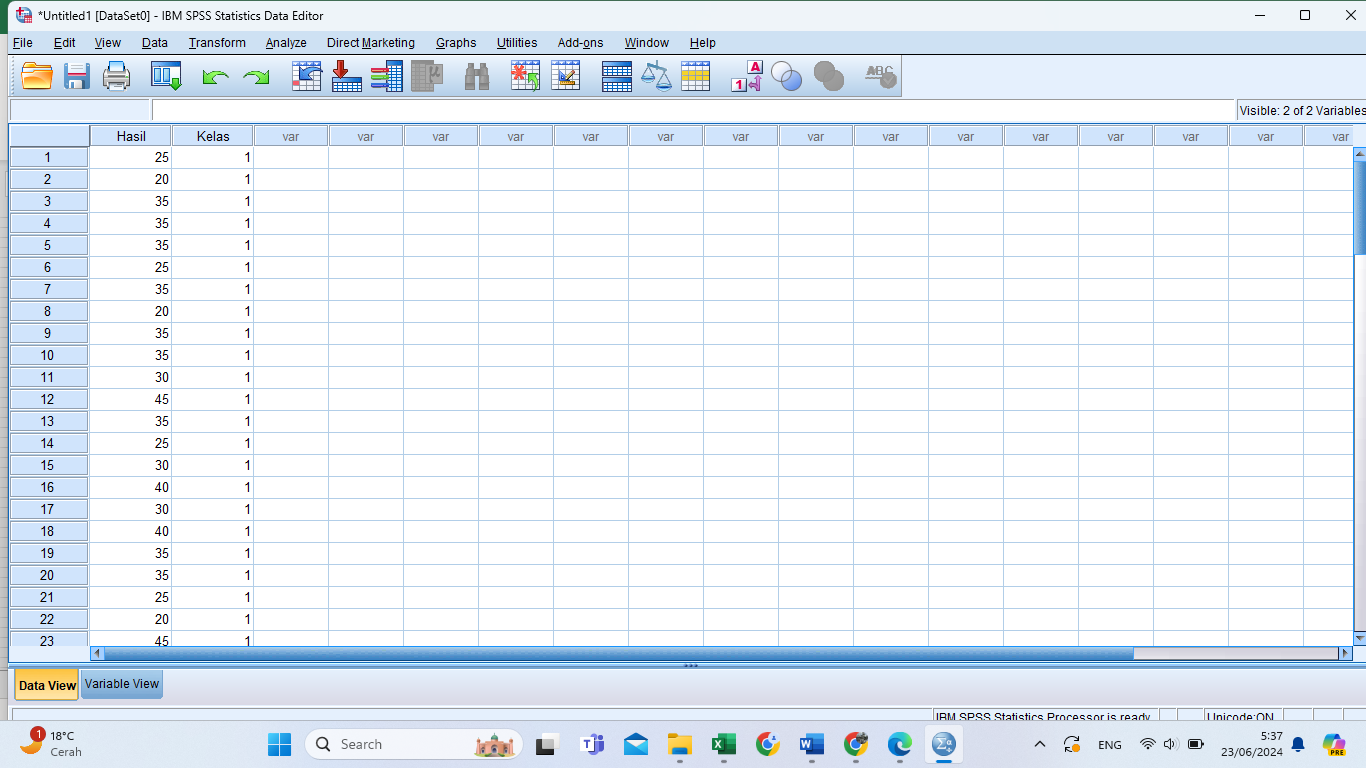 *Untitled1 [DataSet0] - IBM SPSS Statistics Data Editor
File Edit View Data Transform Analyze Direct Marketing Graphs Utilities Add-ons Window Help
Visible: 2 of 2 Variables
Hasil Kelas var var var var var var var var var var var var var var var
1 25 1
2 20 1
3 35 1
4 35 1
5 35 1
6 25 1
7 35 1
8 20 1
9 35 1
10 35 1
11 30 1
12 45 1
13 35 1
14 25 1
15 30 1
16 40 1
17 30 1
18 40 1
19 35 1
20 35 1
21 25 1
22 20 1
23 45 1
Data View Variable View
IBM SPSS Statistics Processor is ready Unicode:ON
1 18°C
Cerah
Search
ENG
5:37
23/06/2024
PRE